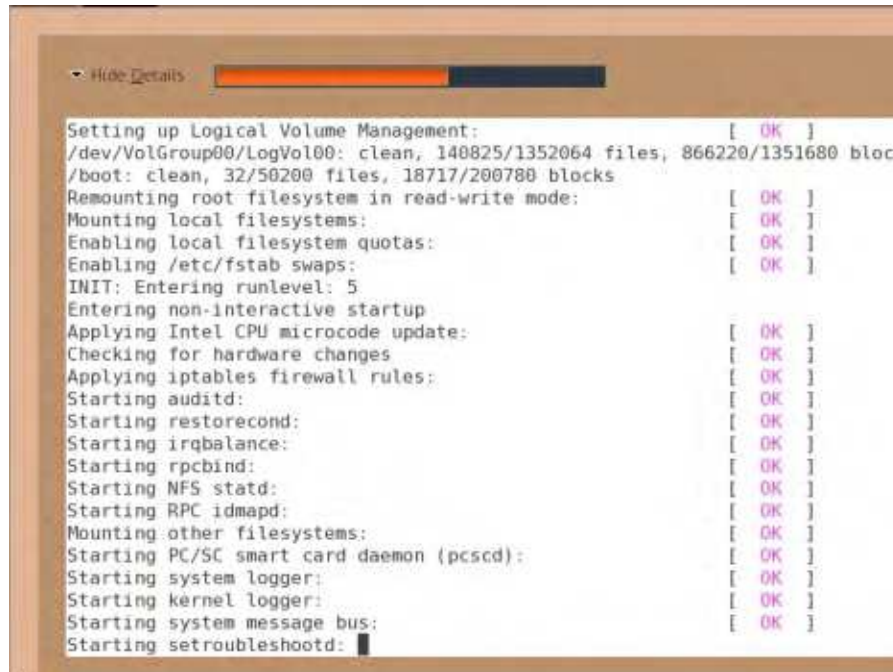 Hide Details
Setting up Logical Volume Management: [ OK ]
/dev/VolGroup00/LogVol00: clean, 140825/1352064 files, 866220/1351680 bloc
/boot: clean, 32/50200 files, 18717/200780 blocks
Remounting root filesystem in read-write mode: [ OK ]
Mounting local filesystems: [ OK ]
Enabling local filesystem quotas: [ OK ]
Enabling /etc/fstab swaps: [ OK ]
INIT: Entering runlevel: 5
Entering non-interactive startup
Applying Intel CPU microcode update: [ OK ]
Checking for hardware changes [ OK ]
Applying iptables firewall rules: [ OK ]
Starting auditd: [ OK ]
Starting restorecond: [ OK ]
Starting irqbalance: [ OK ]
Starting rpcbind: [ OK ]
Starting NFS statd: [ OK ]
Starting RPC idmapd: [ OK ]
Mounting other filesystems: [ OK ]
Starting PC/SC smart card daemon (pcscd): [ OK ]
Starting system logger: [ OK ]
Starting kernel logger: [ OK ]
Starting system message bus: [ OK ]
Starting setroubleshootd: